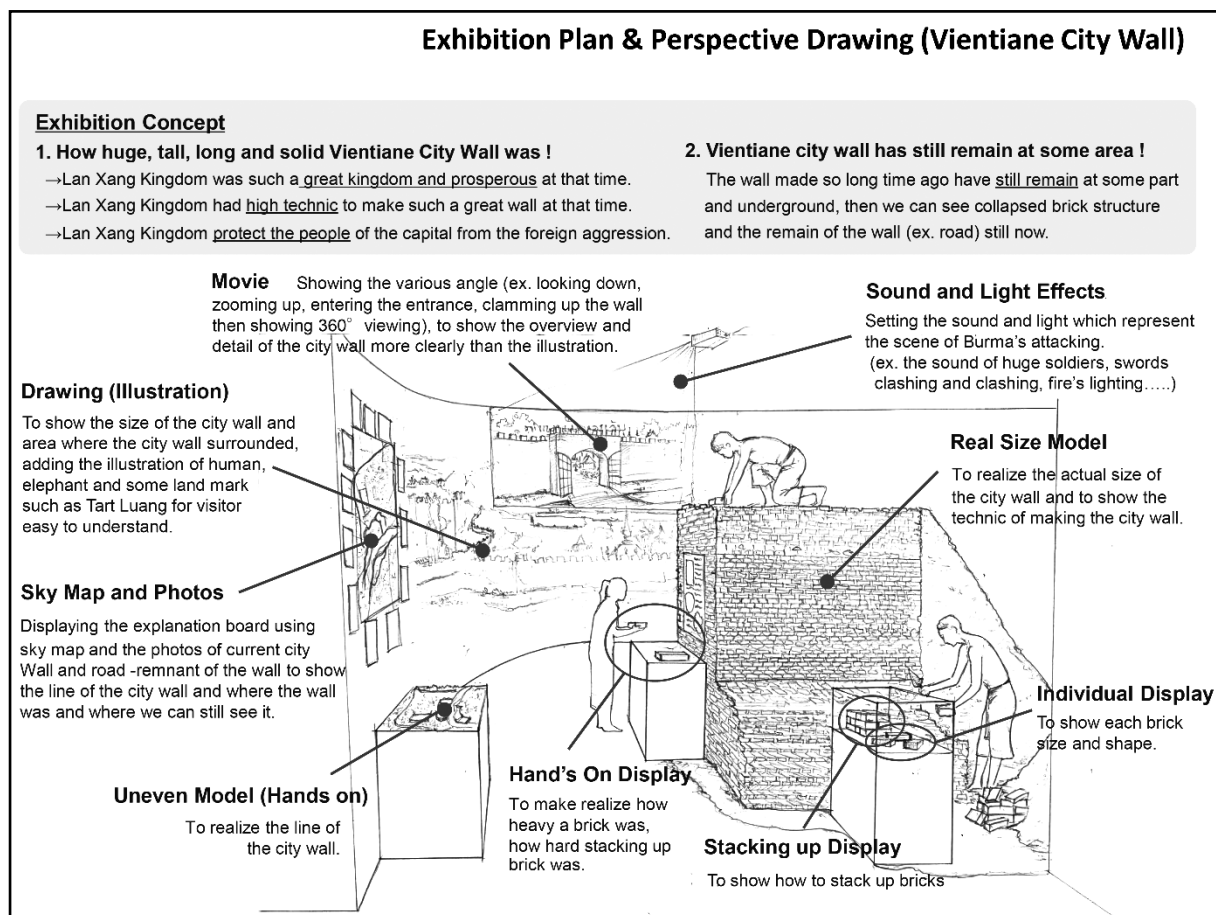 Exhibition Plan & Perspective Drawing (Vientiane City Wall)
Exhibition Concept
1. How huge, tall, long and solid Vientiane City Wall was !
→Lan Xang Kingdom was such a great kingdom and prosperous at that time.
→Lan Xang Kingdom had high technic to make such a great wall at that time.
→Lan Xang Kingdom protect the people of the capital from the foreign aggression.
2. Vientiane city wall has still remain at some area !
The wall made so long time ago have still remain at some part
and underground, then we can see collapsed brick structure
and the remain of the wall (ex. road) still now.
Movie Showing the various angle (ex. looking down,
zooming up, entering the entrance, clamming up the wall
then showing 360° viewing), to show the overview and
detail of the city wall more clearly than the illustration.
Sound and Light Effects
Setting the sound and light which represent
the scene of Burma's attacking.
(ex. the sound of huge soldiers, swords
clashing and clashing, fire's lighting…..)
Drawing (Illustration)
To show the size of the city wall and
area where the city wall surrounded,
adding the illustration of human,
elephant and some land mark
such as Tart Luang for visitor
easy to understand.
Real Size Model
To realize the actual size of
the city wall and to show the
technic of making the city wall.
Sky Map and Photos
Displaying the explanation board using
sky map and the photos of current city
Wall and road -remnant of the wall to show
the line of the city wall and where the wall
was and where we can still see it.
Individual Display
To show each brick
size and shape.
Uneven Model (Hands on)
To realize the line of
the city wall.
Hand's On Display
To make realize how
heavy a brick was,
how hard stacking up
brick was.
Stacking up Display
To show how to stack up bricks